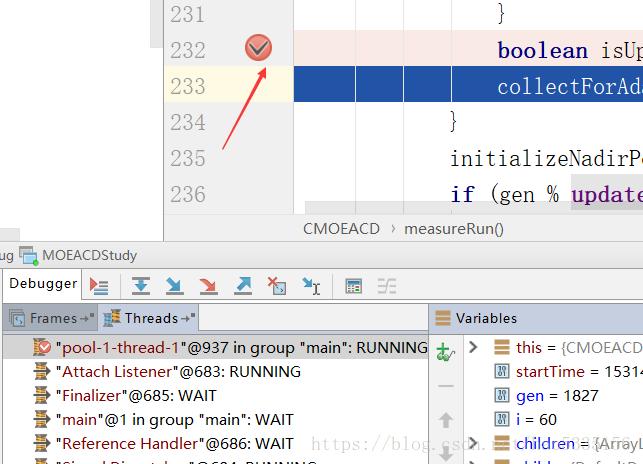 231 }
232 boolean isUp
233 collectForAda
234 }
235 initializeNadirPo
236 if (gen % update
CMOEACD › measureRun()
ug MOEACDStudy
Debugger
Frames Threads
Variables
"pool-1-thread-1"@937 in group "main": RUNNING
"Attach Listener"@683: RUNNING
"Finalizer"@685: WAIT
"main"@1 in group "main": WAIT
"Reference Handler"@686: WAIT
this = {CMOEACD
startTime = 15314
gen = 1827
i = 60
children = {ArrayL
https://blog.csdn.net